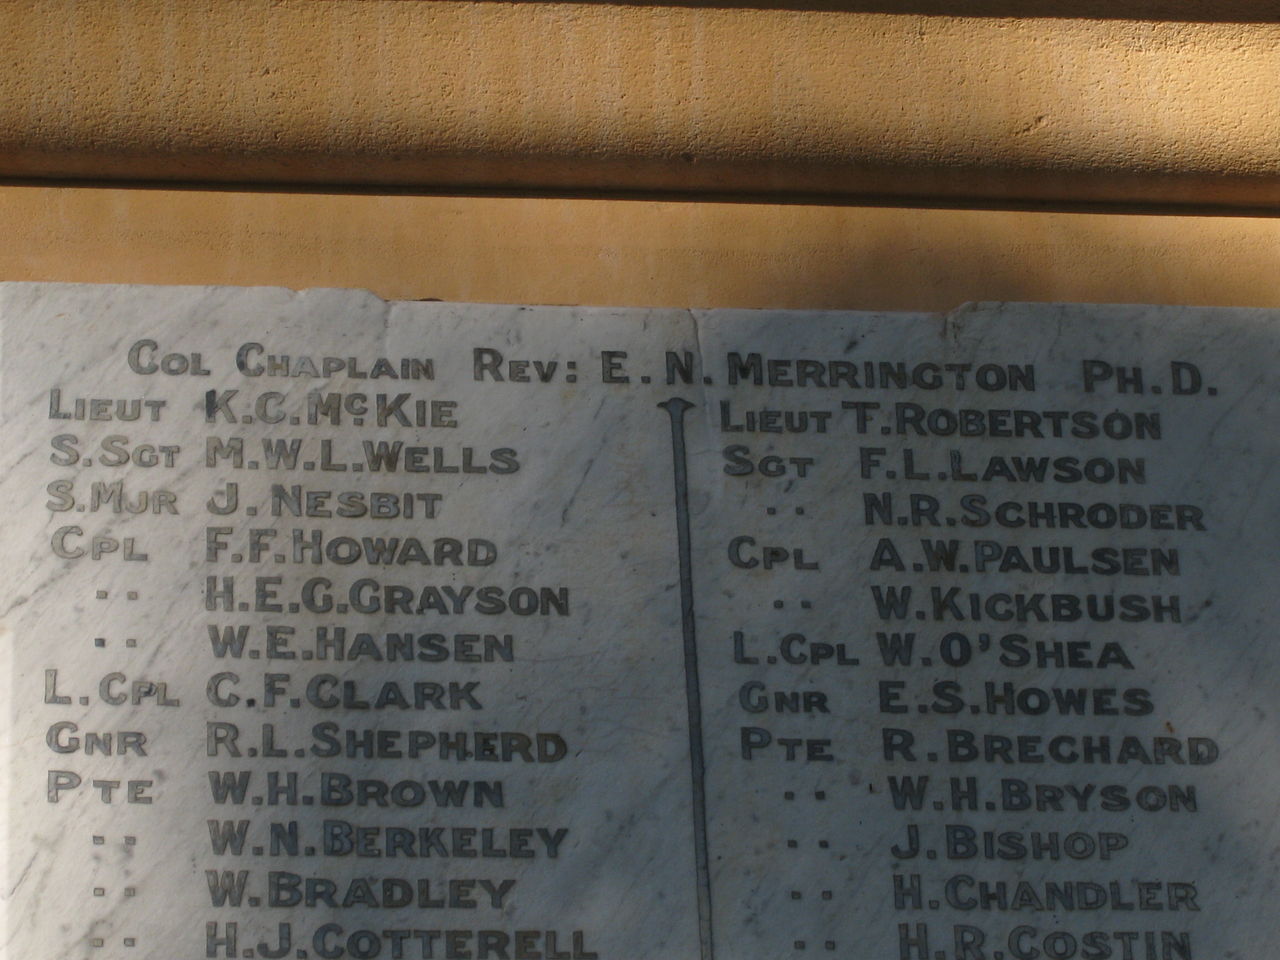 COL CHAPLAIN REV: E.N. MERRINGTON PH.D.
LIEUT K.C.McKIE
S.SGT M.W.L.WELLS
S.MJR J.NESBIT
CPL F.F.HOWARD
" H.E.G.GRAYSON
" W.E.HANSEN
L.CPL C.F.CLARK
GNR R.L.SHEPHERD
PTE W.H.BROWN
" W.N.BERKELEY
" W.BRADLEY
" H.J.COTTERELL
LIEUT T.ROBERTSON
SGT F.L.LAWSON
" N.R.SCHRODER
CPL A.W.PAULSEN
" W.KICKBUSH
L.CPL W.O'SHEA
GNR E.S.HOWES
PTE R.BRECHARD
" W.H.BRYSON
" J.BISHOP
" H.CHANDLER
" H.R.COSTIN